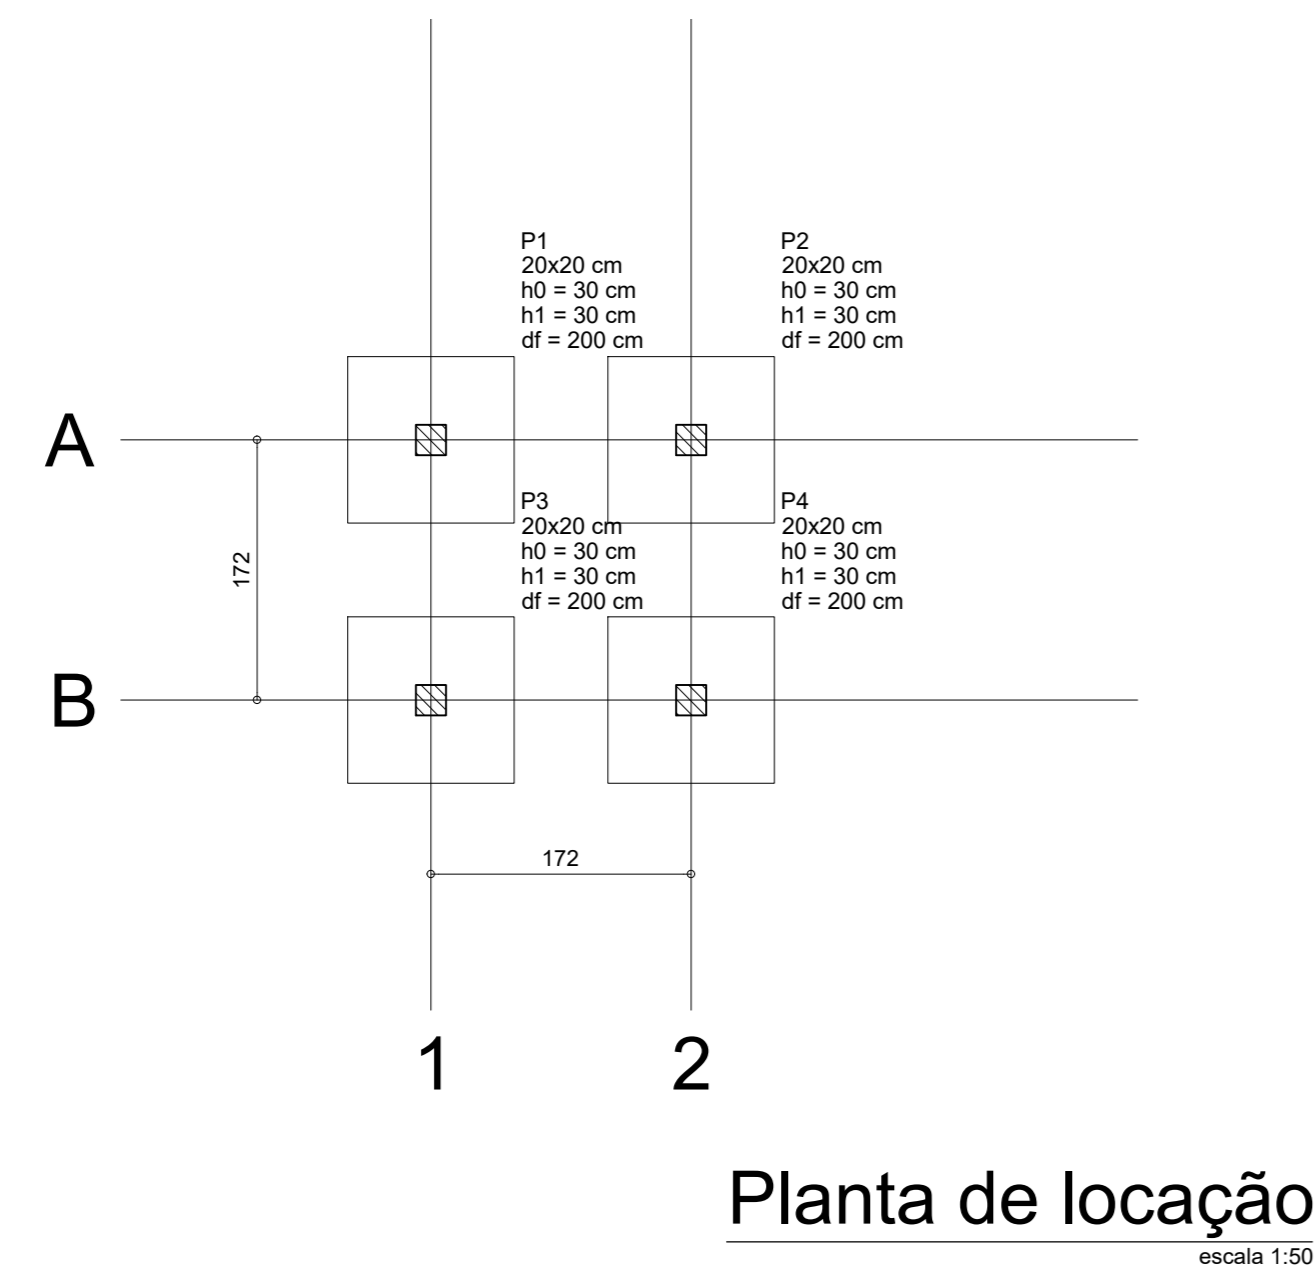 P1
20x20 cm
h0 = 30 cm
h1 = 30 cm
df = 200 cm
P2
20x20 cm
h0 = 30 cm
h1 = 30 cm
df = 200 cm
A
P3
20x20 cm
h0 = 30 cm
h1 = 30 cm
df = 200 cm
P4
20x20 cm
h0 = 30 cm
h1 = 30 cm
df = 200 cm
172
B
172
1
2
Planta de locação
escala 1:50